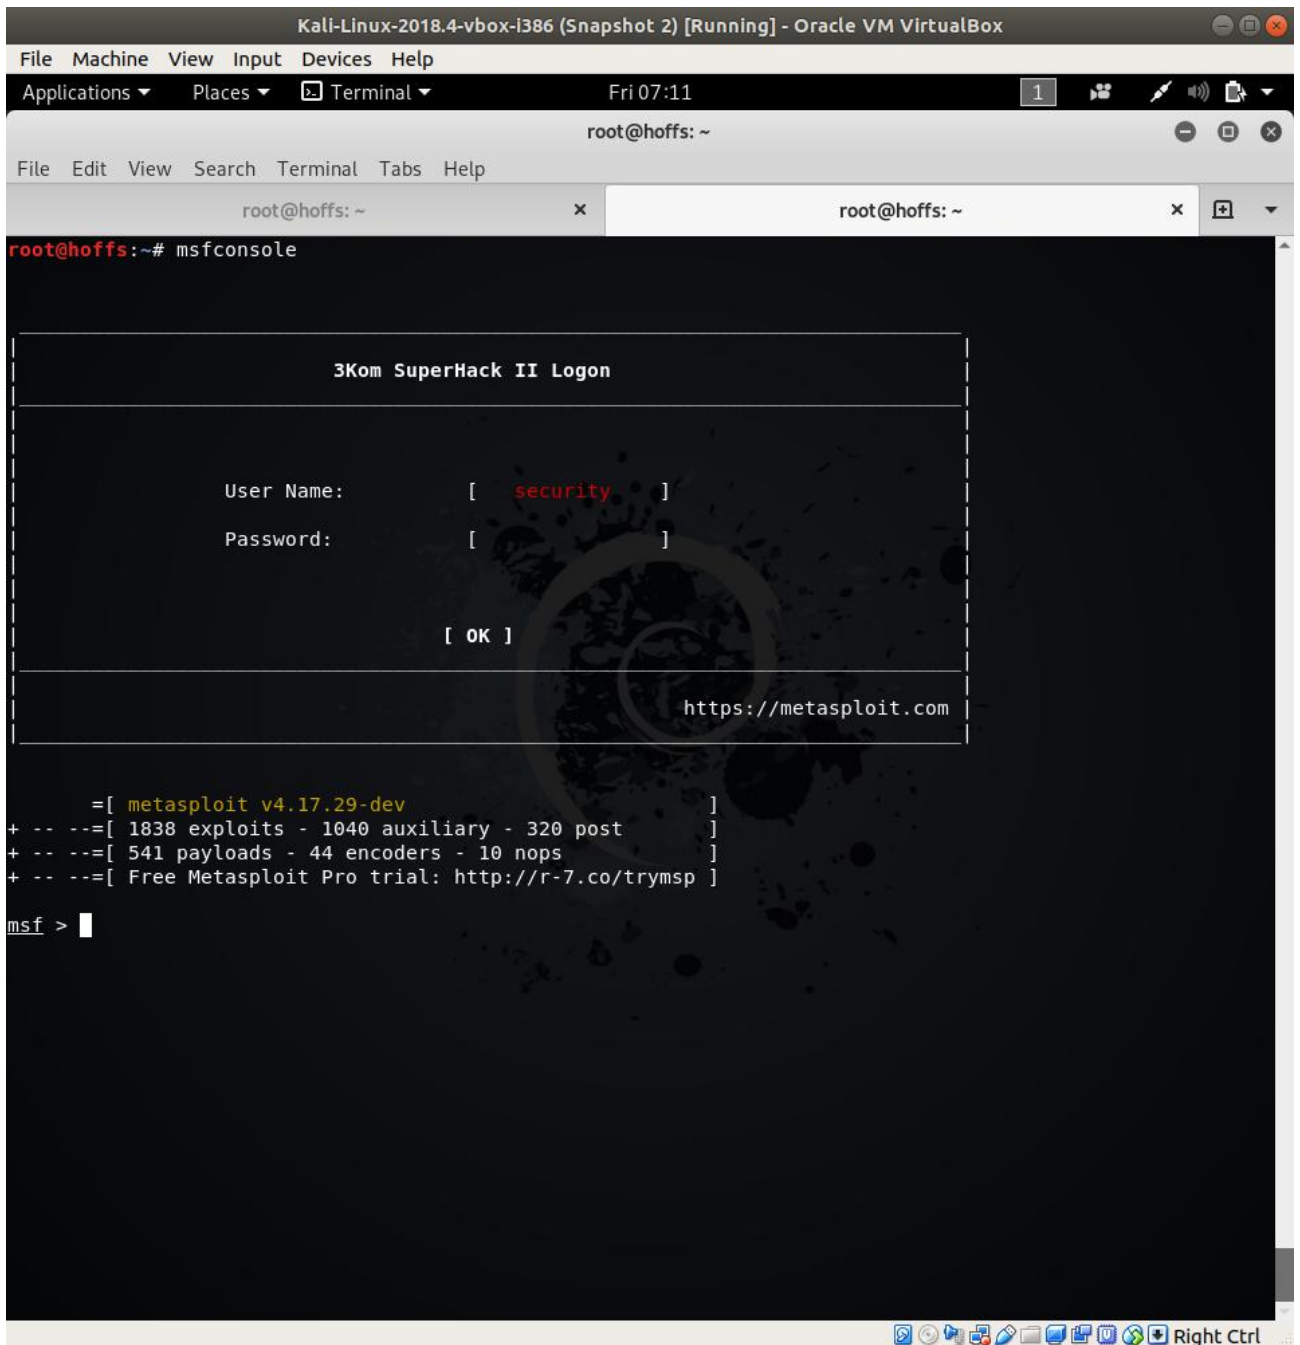 Kali-Linux-2018.4-vbox-i386 (Snapshot 2) [Running] - Oracle VM VirtualBox
File Machine View Input Devices Help
Applications Places Terminal Fri 07:11 1
root@hoffs: ~
File Edit View Search Terminal Tabs Help
root@hoffs: ~ root@hoffs: ~
root@hoffs:~# msfconsole
3Kom SuperHack II Logon
User Name: [ security ]
Password: [ ]
[ OK ]
https://metasploit.com
=[ metasploit v4.17.29-dev ]
+ -- --=[ 1838 exploits - 1040 auxiliary - 320 post ]
+ -- --=[ 541 payloads - 44 encoders - 10 nops ]
+ -- --=[ Free Metasploit Pro trial: http://r-7.co/trymsp ]
msf >
Right Ctrl